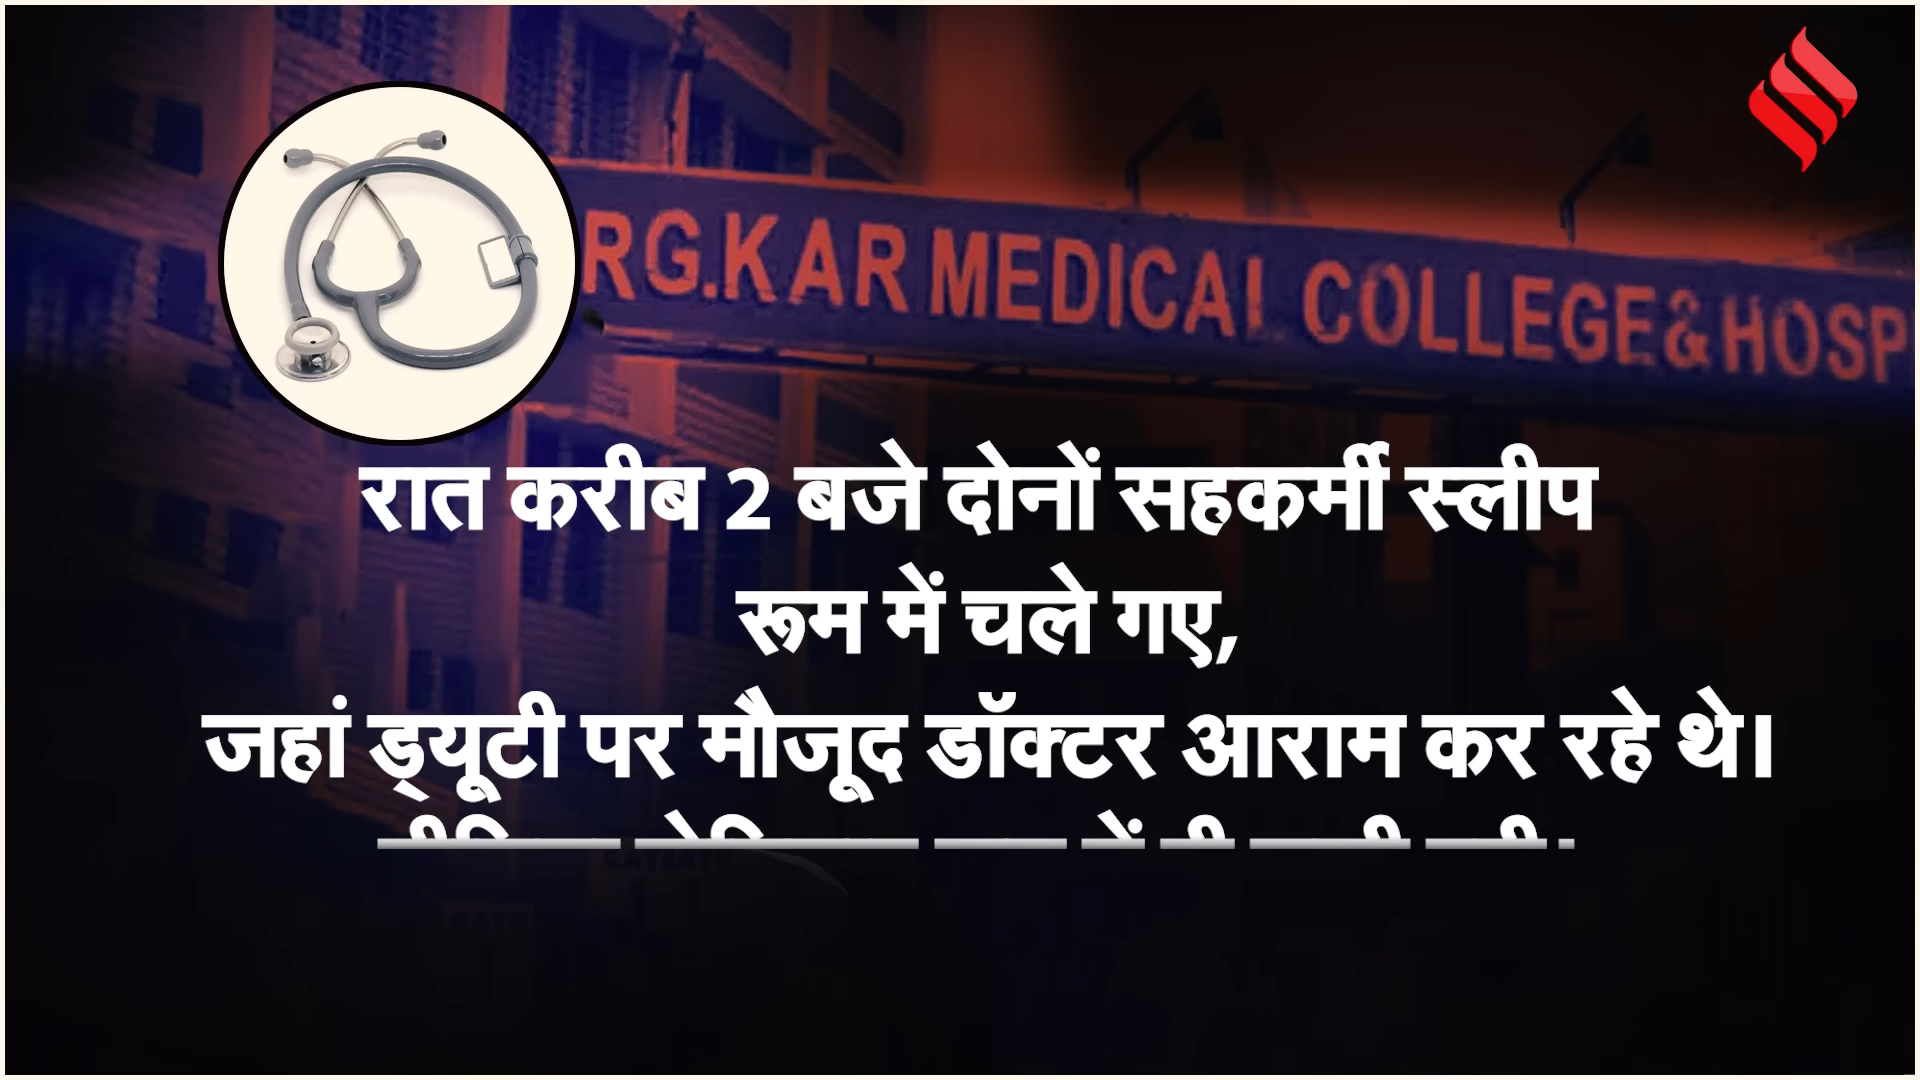 RG.KAR MEDICAL COLLEGE & HOSP
रात करीब 2 बजे दोनों सहकर्मी स्लीप
रूम में चले गए,
जहां ड्यूटी पर मौजूद डॉक्टर आराम कर रहे थे।